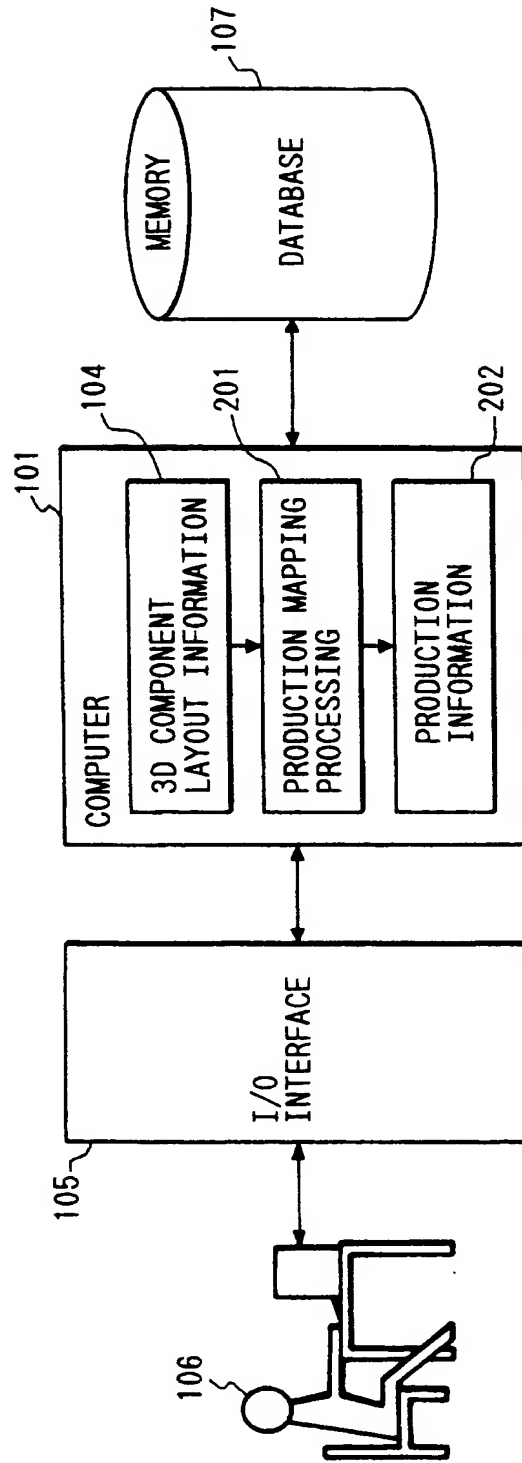 106
105
I/O
INTERFACE
101
COMPUTER
104
3D COMPONENT
LAYOUT INFORMATION
201
PRODUCTION MAPPING
PROCESSING
202
PRODUCTION
INFORMATION
107
MEMORY
DATABASE